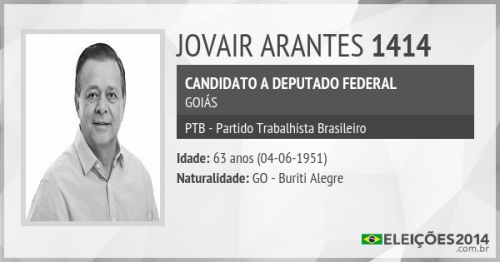 JOVAIR ARANTES 1414
CANDIDATO A DEPUTADO FEDERAL
GOIÁS
PTB - Partido Trabalhista Brasileiro
Idade: 63 anos (04-06-1951)
Naturalidade: GO - Buriti Alegre
ELEIÇÕES2014
.com.br